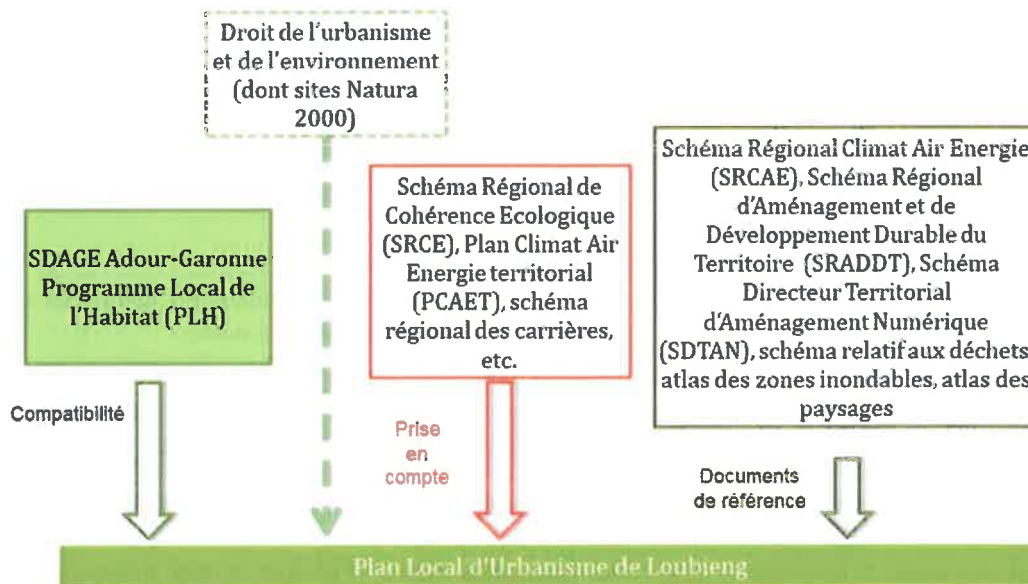 Droit de l'urbanisme
et de l'environnement
(dont sites Natura
2000)
SDAGE Adour-Garonne
Programme Local de
l'Habitat (PLH)
Schéma Régional de
Cohérence Ecologique
(SRCE), Plan Climat Air
Energie territorial
(PCAET), schéma
régional des carrières,
etc.
Schéma Régional Climat Air Energie
(SRCAE), Schéma Régional
d'Aménagement et de
Développement Durable du
Territoire (SRADDT), Schéma
Directeur Territorial
d'Aménagement Numérique
(SDTAN), schéma relatif aux déchets,
atlas des zones inondables, atlas des
paysages
Compatibilité
Prise
en
compte
Documents
de référence
Plan Local d'Urbanisme de Loubieng